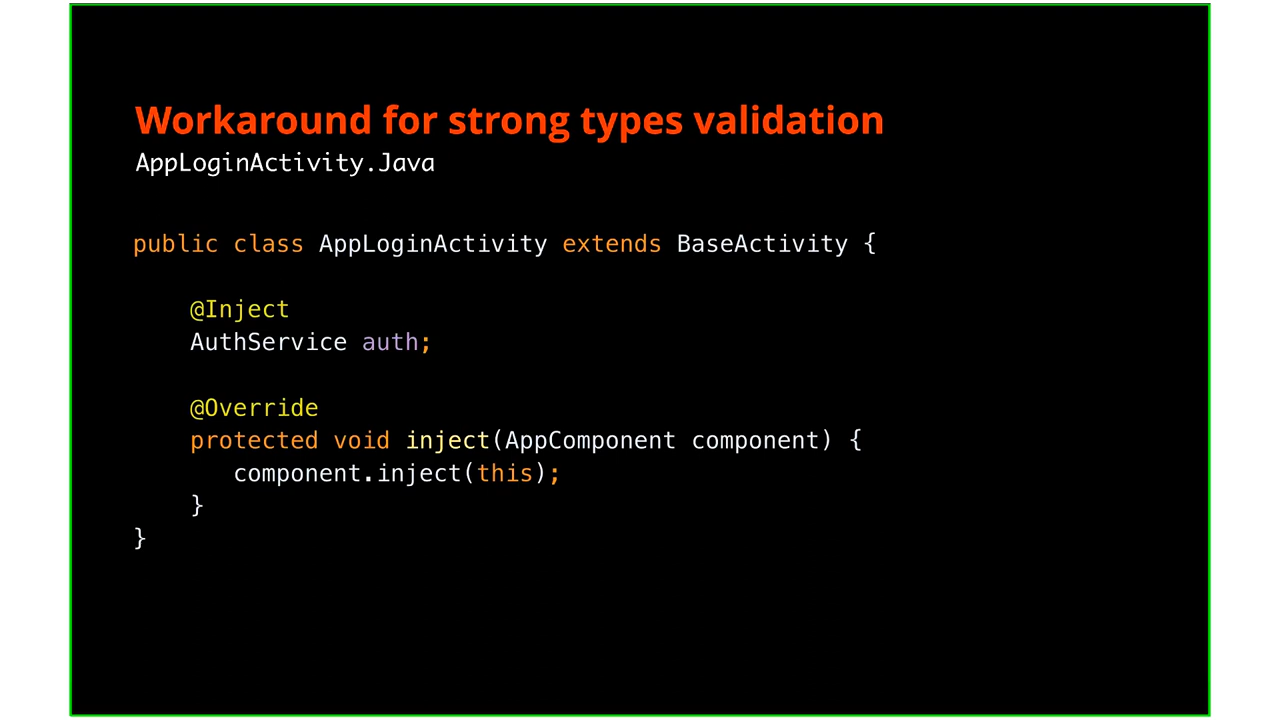 Workaround for strong types validation
AppLoginActivity.Java
public class AppLoginActivity extends BaseActivity {
@Inject
AuthService auth;
@Override
protected void inject(AppComponent component) {
component.inject(this);
}
}